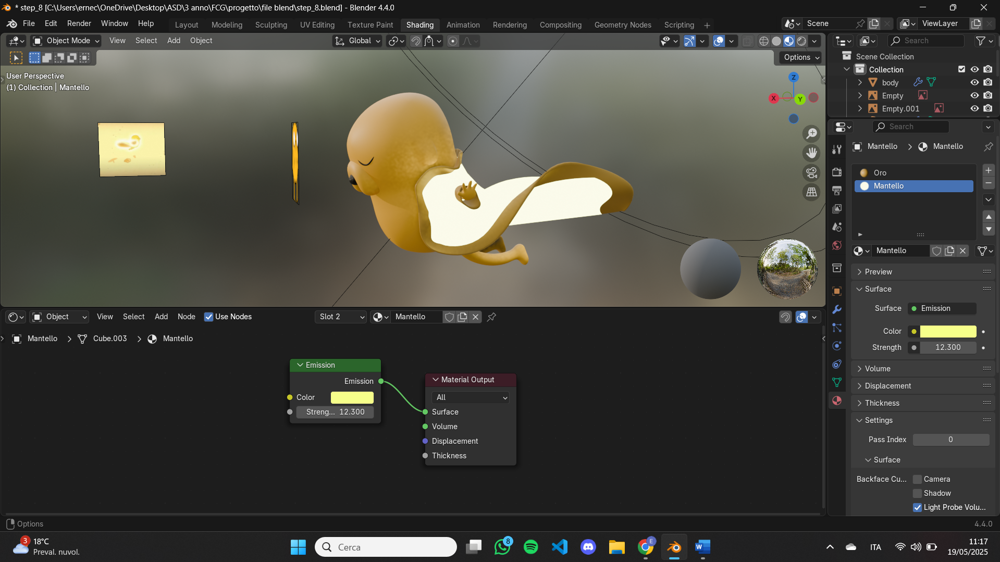 * step_8 [C:\Users\ernec\OneDrive\Desktop\ASD\3 anno\FCG\progetto\file blend\step_8.blend] - Blender 4.4.0
File Edit Render Window Help
Layout Modeling Sculpting UV Editing Texture Paint Shading Animation Rendering Compositing Geometry Nodes Scripting
Scene
ViewLayer
Object Mode View Select Add Object
Global
Search
Options
User Perspective
(1) Collection | Mantello
Z
X
Y
Scene Collection
Collection
body
Empty
Empty.001
Search
Mantello > Mantello
Oro
Mantello
Mantello
Preview
Surface
Surface Emission
Color
Strength 12.300
Volume
Displacement
Thickness
Settings
Pass Index 0
Surface
Backface Cu... Camera
Shadow
Light Probe Volu...
Object View Select Add Node Use Nodes
Slot 2
Mantello
Mantello > Cube.003 > Mantello
Emission
Emission
Color
Streng... 12.300
Material Output
All
Surface
Volume
Displacement
Thickness
Options
4.4.0
3
18°C
Preval. nuvol.
Cerca
8
E
W
ITA
11:17
19/05/2025